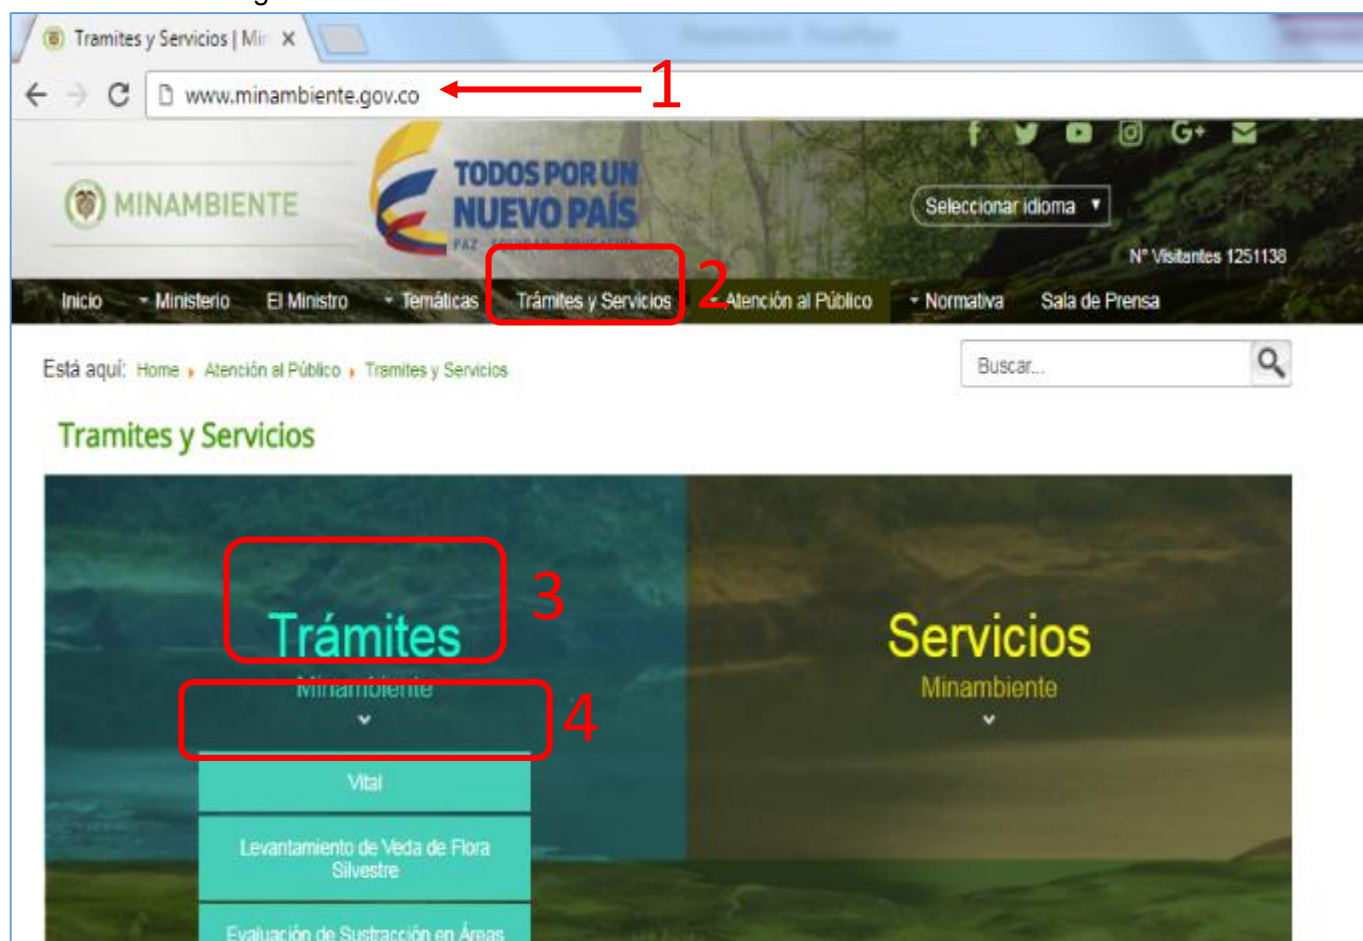 Tramites y Servicios | Mi
www.minambiente.gov.co
1
MINAMBIENTE
TODOS POR UN
NUEVO PAÍS
PAZ EQUIDAD EDUCACIÓN
f G+
Seleccionar idioma
N° Visitantes 1251138
2
Inicio Ministerio El Ministro Temáticas Trámites y Servicios Atención al Público Normativa Sala de Prensa
Está aquí: Home Atención al Público Tramites y Servicios
Buscar...
Tramites y Servicios
3
Trámites
Minambiente
Servicios
Minambiente
4
Vital
Levantamiento de Veda de Flora
Silvestre
Evaluación de Sustracción en Áreas